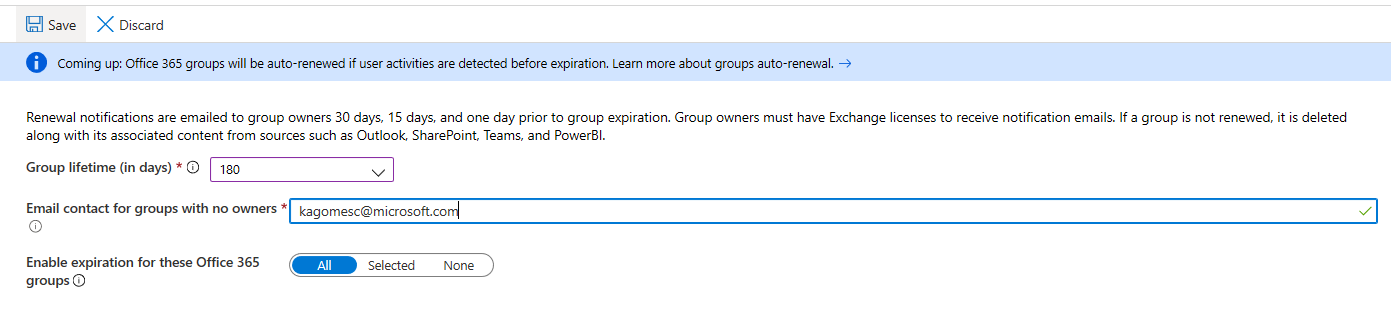 Save Discard
Coming up: Office 365 groups will be auto-renewed if user activities are detected before expiration. Learn more about groups auto-renewal. →
Renewal notifications are emailed to group owners 30 days, 15 days, and one day prior to group expiration. Group owners must have Exchange licenses to receive notification emails. If a group is not renewed, it is deleted
along with its associated content from sources such as Outlook, SharePoint, Teams, and PowerBI.
Group lifetime (in days) * 180
Email contact for groups with no owners * kagomesc@microsoft.com
Enable expiration for these Office 365
groups
All Selected None